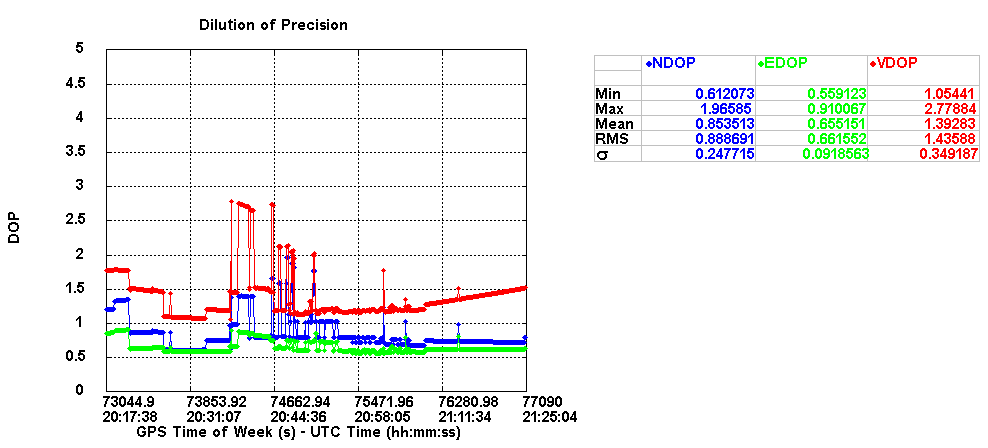 Dilution of Precision
5
4.5
4
3.5
3
2.5
2
1.5
1
0.5
0
DOP
73044.9 73853.92 74662.94 75471.96 76280.98 77090
20:17:38 20:31:07 20:44:36 20:58:05 21:11:34 21:25:04
GPS Time of Week (s) - UTC Time (hh:mm:ss)
NDOP EDOP VDOP
Min 0.612073 0.559123 1.05441
Max 1.96585 0.910067 2.77884
Mean 0.853513 0.655151 1.39283
RMS 0.888691 0.661552 1.43588
σ 0.247715 0.0918563 0.349187